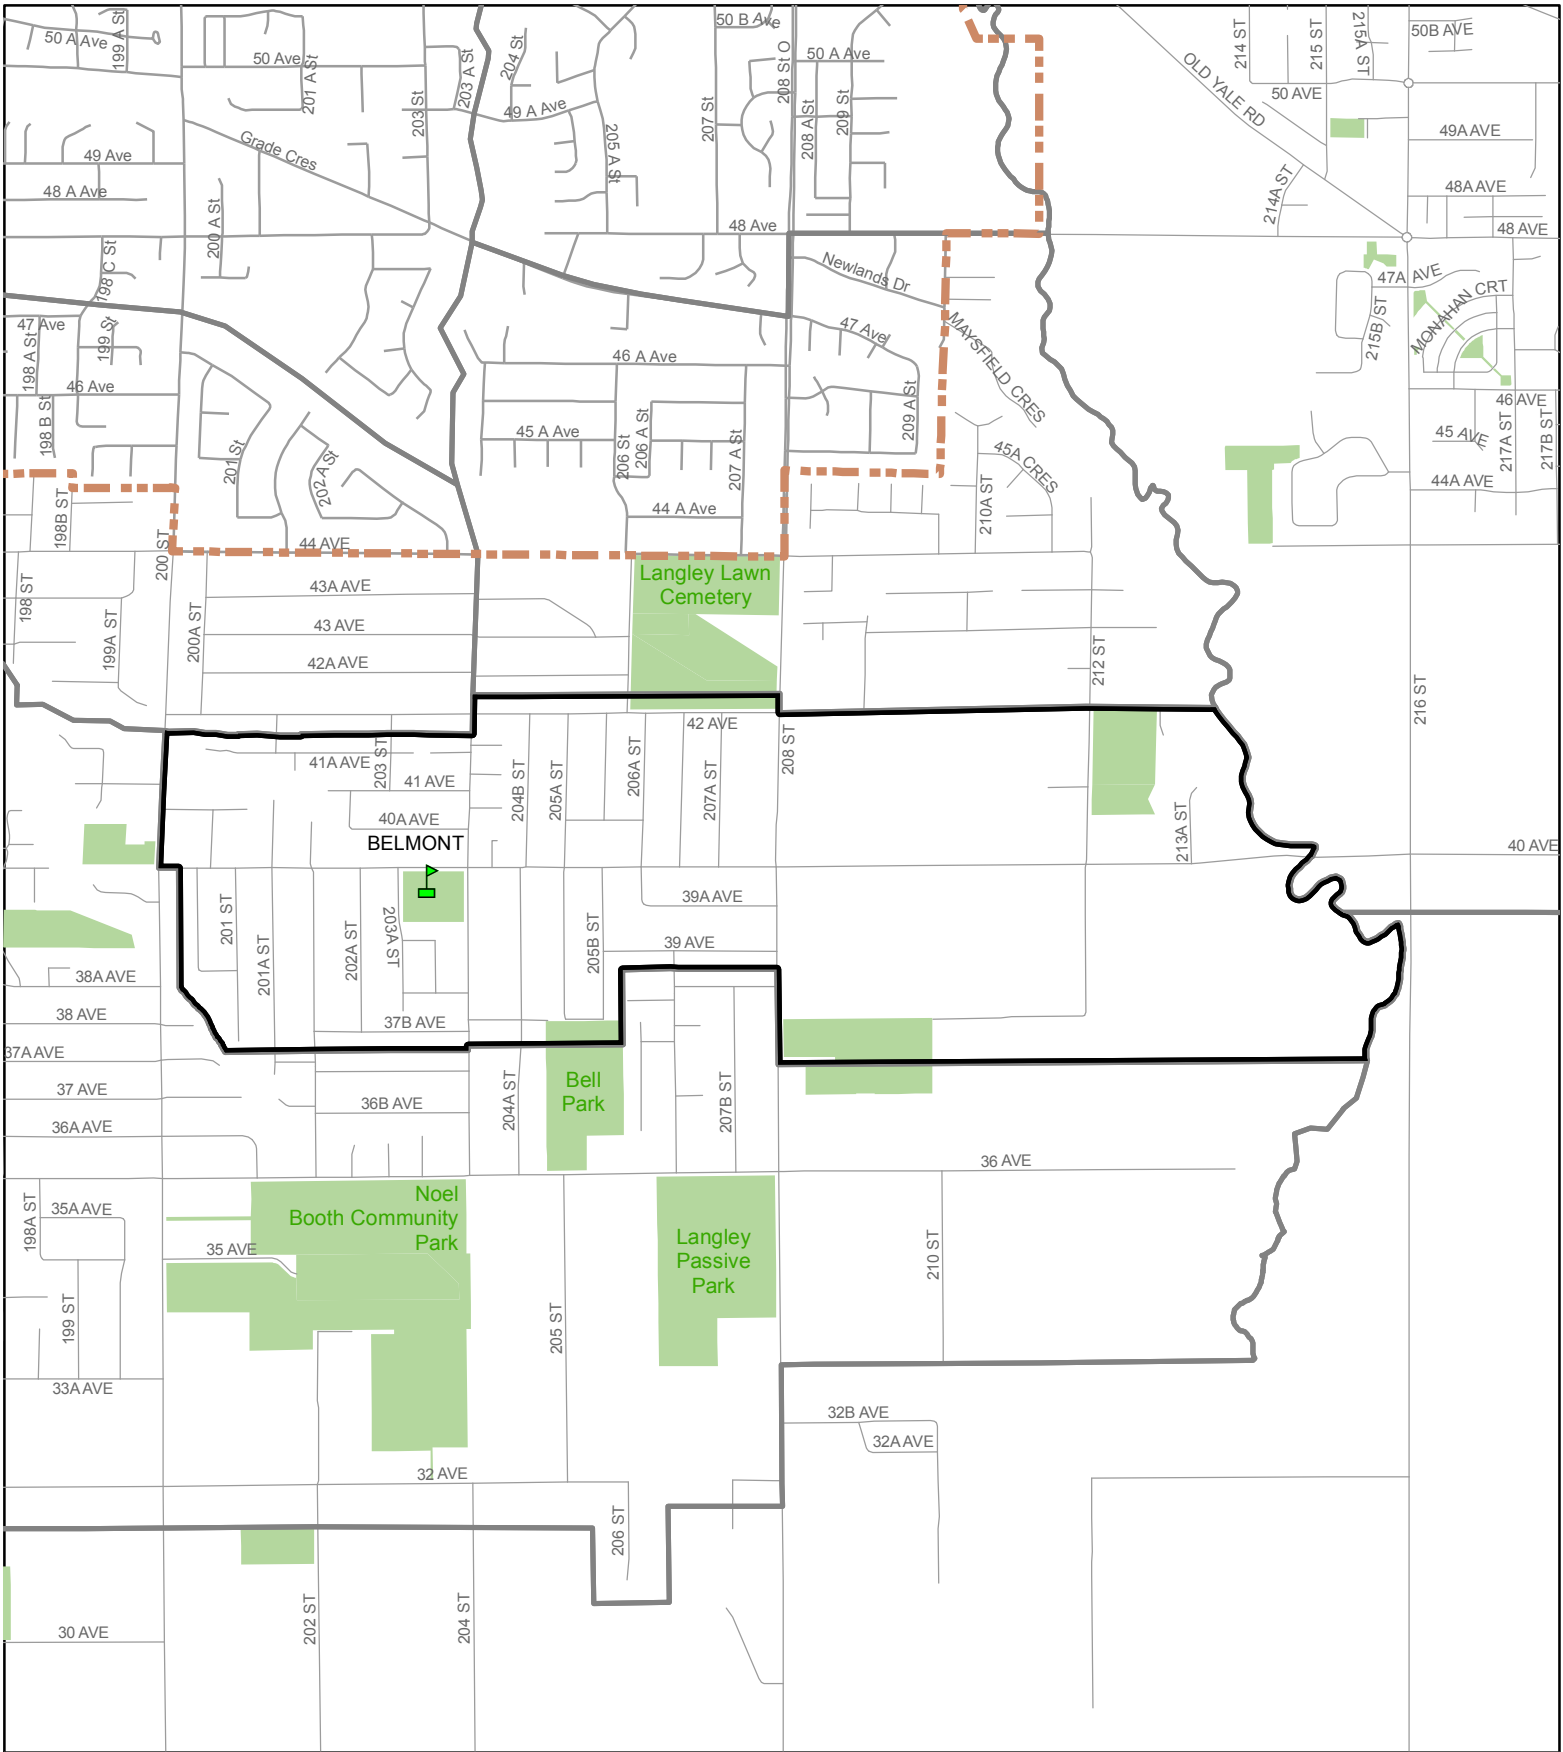 50 A Ave
199 A St
50 Ave
201 A St
203 St
203 A St
204 St
49 A Ave
205 A St
50 B Ave
207 St
208 St O
50 A Ave
208 A St
209 St
OLD YALE RD
214 ST
215 ST
215A ST
50B AVE
50 AVE
49A AVE
49 Ave
Grade Cres
48 A Ave
200 A St
48 Ave
214A ST
48A AVE
48 AVE
198 C St
Newlands Dr
47A AVE
47 Ave
199 St
198 A St
47 Ave
MAYSFIELD CRES
215B ST
MONAHAN CRT
46 Ave
46 A Ave
198 B St
209 A St
46 AVE
45 A Ave
206 St
206 A St
207 A St
201 St
202 A St
45A CRES
210A ST
45 AVE
217A ST
217B ST
44A AVE
198B ST
200 ST
44 AVE
44 A Ave
198 ST
43A AVE
Langley Lawn
Cemetery
199A ST
200A ST
43 AVE
42A AVE
212 ST
216 ST
42 AVE
208 ST
203 ST
41A AVE
41 AVE
204B ST
205A ST
206A ST
207A ST
40A AVE
BELMONT
213A ST
40 AVE
39A AVE
201 ST
201A ST
202A ST
203A ST
205B ST
39 AVE
38A AVE
38 AVE
37B AVE
37A AVE
37 AVE
204A ST
Bell
Park
207B ST
36B AVE
36A AVE
36 AVE
198A ST
35A AVE
Noel
Booth Community
Park
35 AVE
Langley
Passive
Park
210 ST
199 ST
205 ST
33A AVE
32B AVE
32A AVE
32 AVE
206 ST
30 AVE
202 ST
204 ST